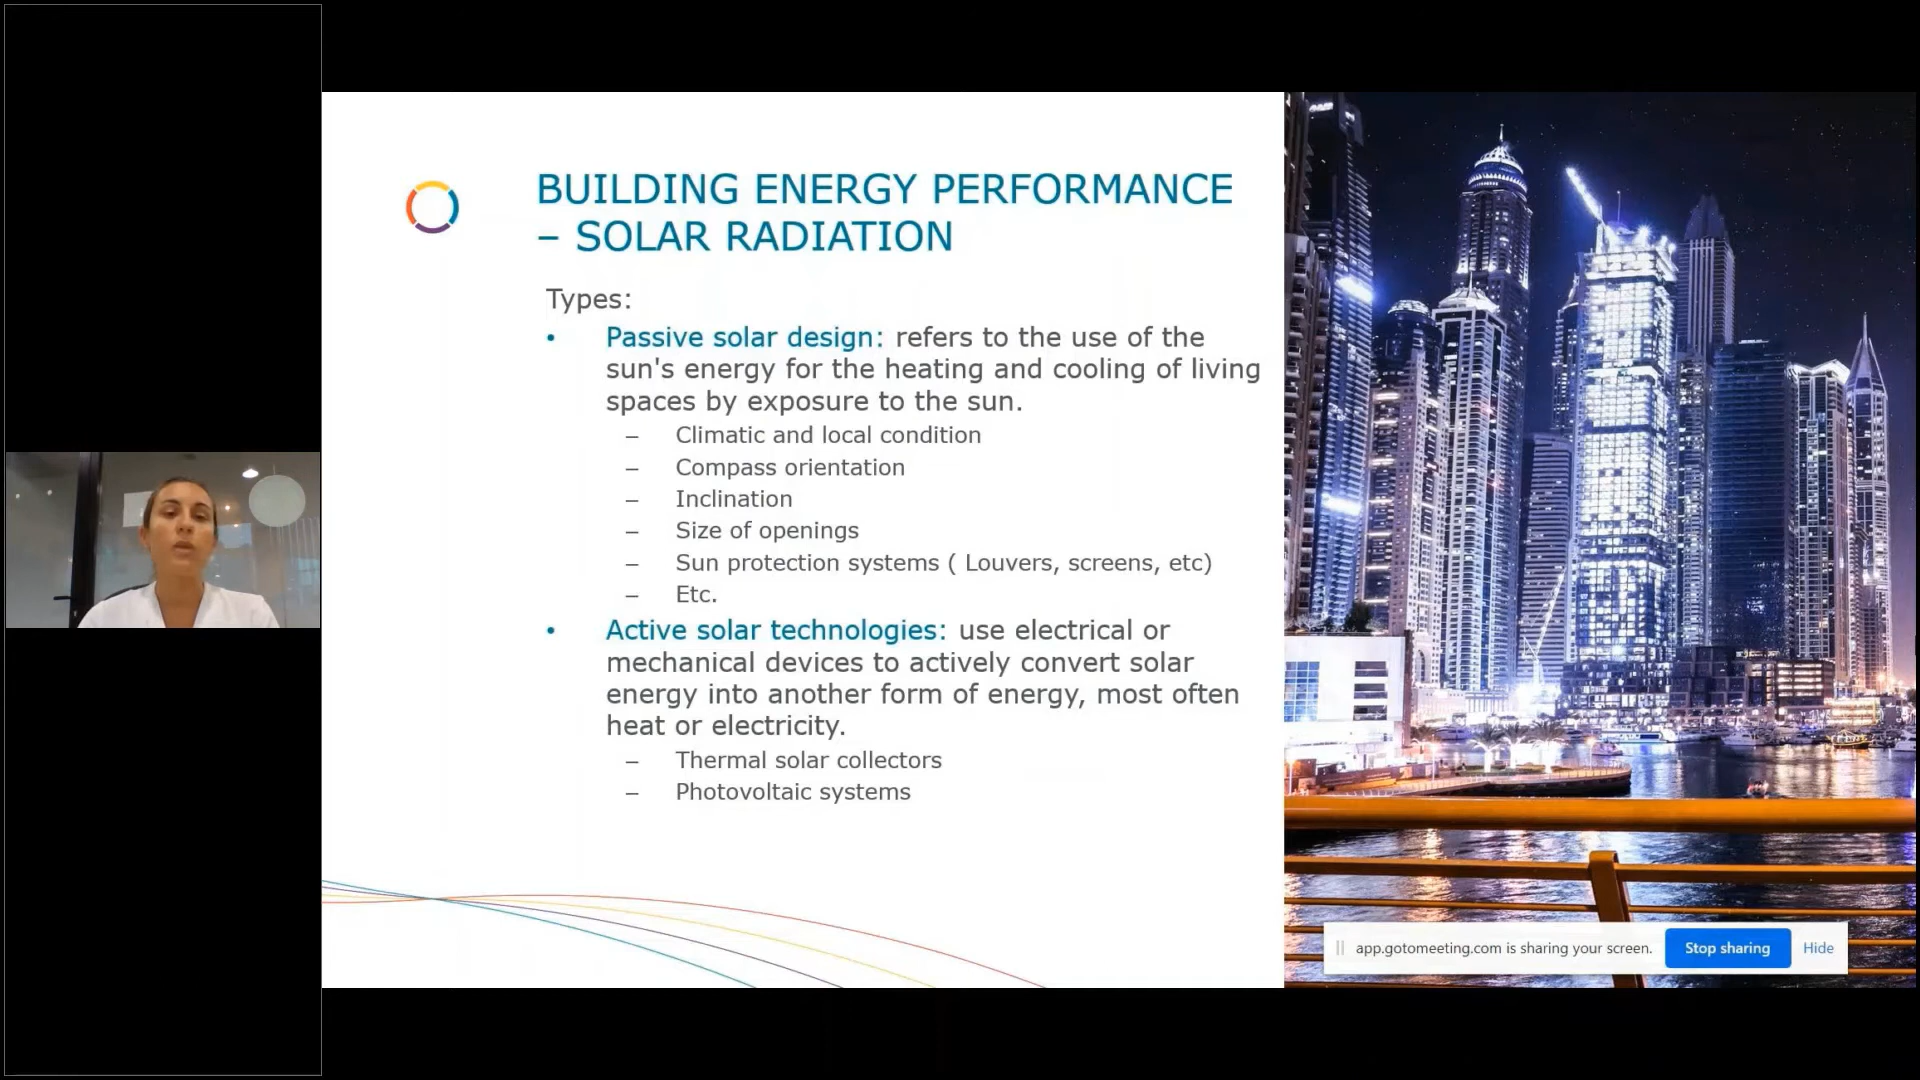 BUILDING ENERGY PERFORMANCE
– SOLAR RADIATION
Types:
• Passive solar design: refers to the use of the
sun's energy for the heating and cooling of living
spaces by exposure to the sun.
– Climatic and local condition
– Compass orientation
– Inclination
– Size of openings
– Sun protection systems ( Louvers, screens, etc)
– Etc.
• Active solar technologies: use electrical or
mechanical devices to actively convert solar
energy into another form of energy, most often
heat or electricity.
– Thermal solar collectors
– Photovoltaic systems
app.gotomeeting.com is sharing your screen. Stop sharing Hide